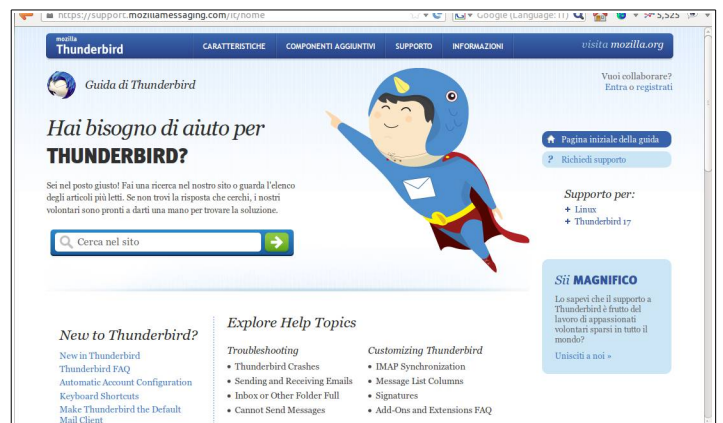 https://support.mozillamessaging.com/it/home
Google (Language: IT)
5,525
mozilla
Thunderbird
CARATTERISTICHE
COMPONENTI AGGIUNTIVI
SUPPORTO
INFORMAZIONI
visita mozilla.org
Guida di Thunderbird
Vuoi collaborare?
Entra o registrati
Hai bisogno di aiuto per
THUNDERBIRD?
Sei nel posto giusto! Fai una ricerca nel nostro sito o guarda l'elenco
degli articoli più letti. Se non trovi la risposta che cerchi, i nostri
volontari sono pronti a darti una mano per trovare la soluzione.
Cerca nel sito
Pagina iniziale della guida
? Richiedi supporto
Supporto per:
+ Linux
+ Thunderbird 17
Sii MAGNIFICO
Lo sapevi che il supporto a
Thunderbird è frutto del
lavoro di appassionati
volontari sparsi in tutto il
mondo?
Unisciti a noi »
New to Thunderbird?
New in Thunderbird
Thunderbird FAQ
Automatic Account Configuration
Keyboard Shortcuts
Make Thunderbird the Default
Mail Client
Explore Help Topics
Troubleshooting
• Thunderbird Crashes
• Sending and Receiving Emails
• Inbox or Other Folder Full
• Cannot Send Messages
Customizing Thunderbird
• IMAP Synchronization
• Message List Columns
• Signatures
• Add-Ons and Extensions FAQ